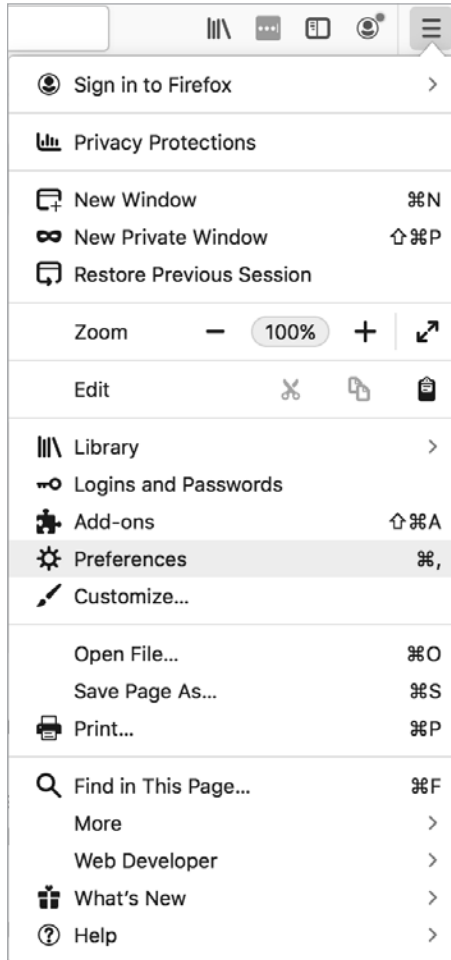 Sign in to Firefox >
Privacy Protections
New Window ⌘N
New Private Window ⇧⌘P
Restore Previous Session
Zoom − 100% +
Edit
Library >
Logins and Passwords
Add-ons ⇧⌘A
Preferences ⌘,
Customize...
Open File... ⌘O
Save Page As... ⌘S
Print... ⌘P
Find in This Page... ⌘F
More >
Web Developer >
What's New >
Help >